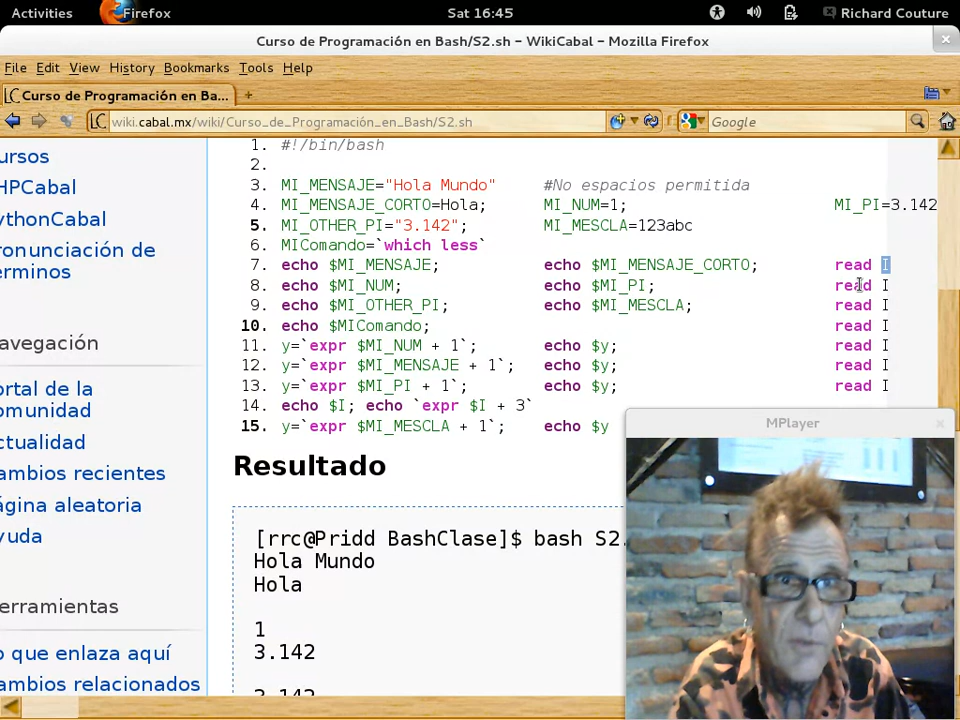 Activities Firefox Sat 16:45 Richard Couture
Curso de Programación en Bash/S2.sh – WikiCabal – Mozilla Firefox
File Edit View History Bookmarks Tools Help
Curso de Programación en Ba...
wiki.cabal.mx/wiki/Curso_de_Programación_en_Bash/S2.sh Google
ursos
HPCabal
ythonCabal
ronunciación de
términos
avegación
ortal de la
omunidad
ctualidad
ambios recientes
ágina aleatoria
yuda
erramientas
o que enlaza aquí
ambios relacionados
1. #!/bin/bash
2.
3. MI_MENSAJE="Hola Mundo" #No espacios permitida
4. MI_MENSAJE_CORTO=Hola; MI_NUM=1; MI_PI=3.142
5. MI_OTHER_PI="3.142"; MI_MESCLA=123abc
6. MIComando=`which less`
7. echo $MI_MENSAJE; echo $MI_MENSAJE_CORTO; read I
8. echo $MI_NUM; echo $MI_PI; read I
9. echo $MI_OTHER_PI; echo $MI_MESCLA; read I
10. echo $MIComando; read I
11. y=`expr $MI_NUM + 1`; echo $y; read I
12. y=`expr $MI_MENSAJE + 1`; echo $y; read I
13. y=`expr $MI_PI + 1`; echo $y; read I
14. echo $I; echo `expr $I + 3`
15. y=`expr $MI_MESCLA + 1`; echo $y
Resultado
[rrc@Pridd BashClase]$ bash S2.
Hola Mundo
Hola
1
3.142
3.142
MPlayer